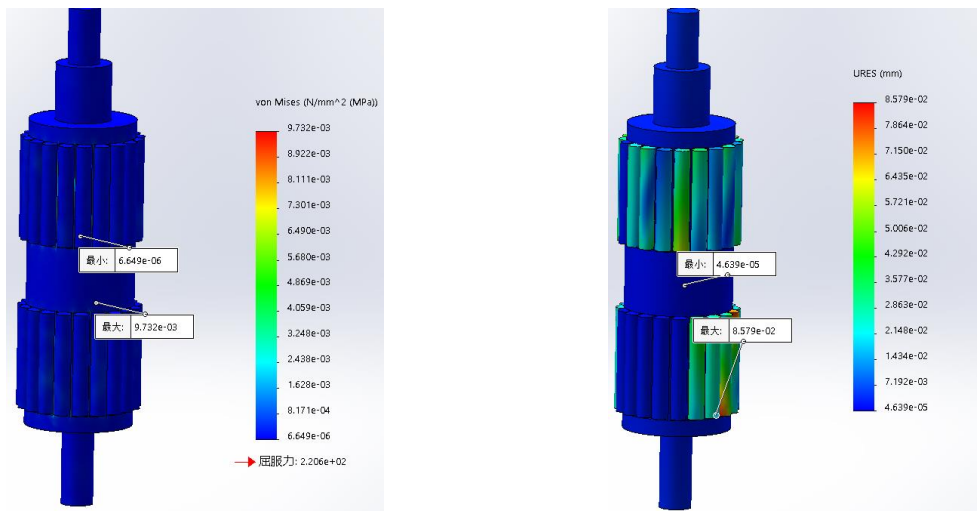 von Mises (N/mm^2 (MPa))
9.732e-03
8.922e-03
8.111e-03
7.301e-03
6.490e-03
5.680e-03
4.869e-03
4.059e-03
3.248e-03
2.438e-03
1.628e-03
8.171e-04
6.649e-06
屈服力: 2.206e+02
最小: 6.649e-06
最大: 9.732e-03
URES (mm)
8.579e-02
7.864e-02
7.150e-02
6.435e-02
5.721e-02
5.006e-02
4.292e-02
3.577e-02
2.863e-02
2.148e-02
1.434e-02
7.192e-03
4.639e-05
最小: 4.639e-05
最大: 8.579e-02